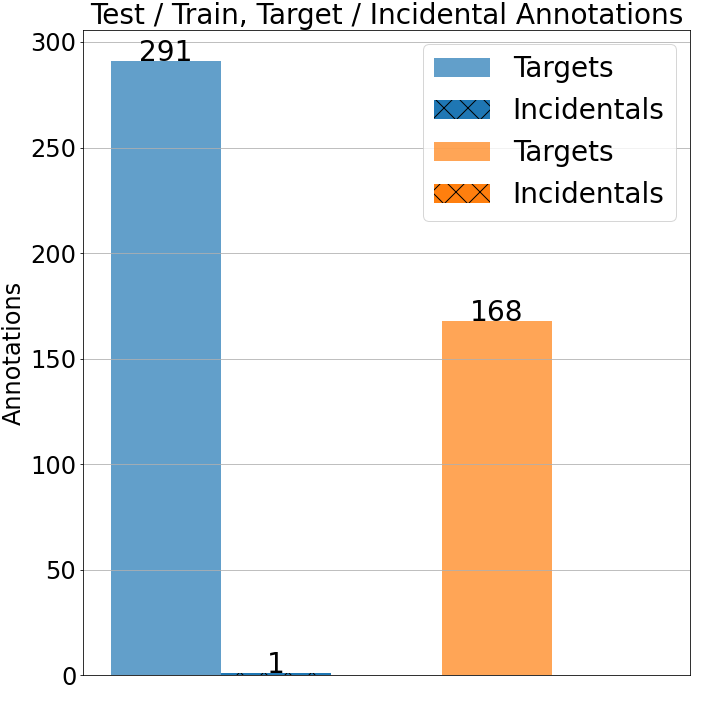 Test / Train, Target / Incidental Annotations
300
250
200
150
100
50
0
Annotations
291
1
168
Targets
Incidentals
Targets
Incidentals